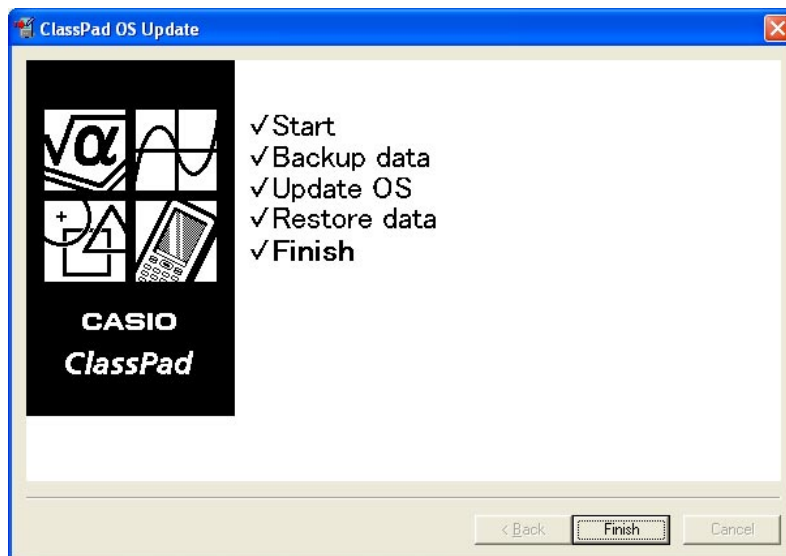 ClassPad OS Update
√α
√Start
√Backup data
√Update OS
√Restore data
√Finish
CASIO
ClassPad
< Back
Finish
Cancel